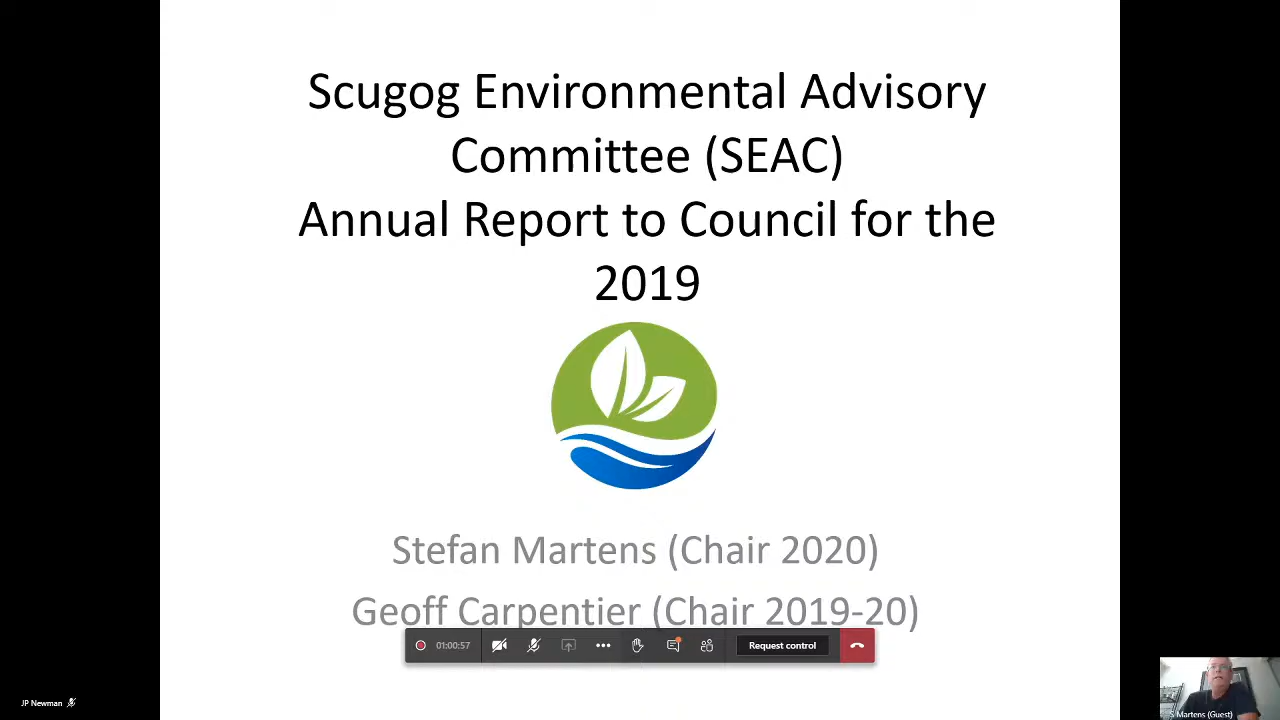 Scugog Environmental Advisory
Committee (SEAC)
Annual Report to Council for the
2019
Stefan Martens (Chair 2020)
Geoff Carpentier (Chair 2019-20)
01:00:57
Request control
JP Newman
S Martens (Guest)